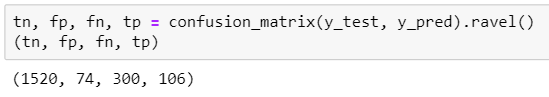 tn, fp, fn, tp = confusion_matrix(y_test, y_pred).ravel()
(tn, fp, fn, tp)
(1520, 74, 300, 106)